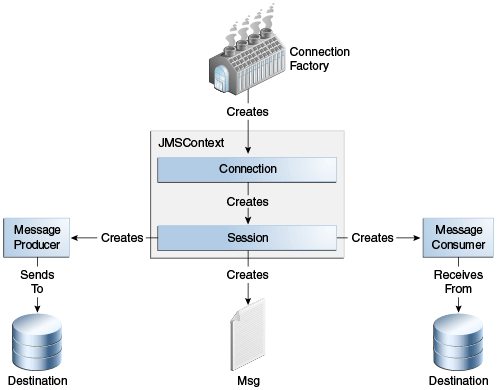 Connection
Factory
Creates
JMSContext
Connection
Creates
Message
Producer
Creates
Session
Creates
Message
Consumer
Sends
To
Creates
Receives
From
Destination
Msg
Destination